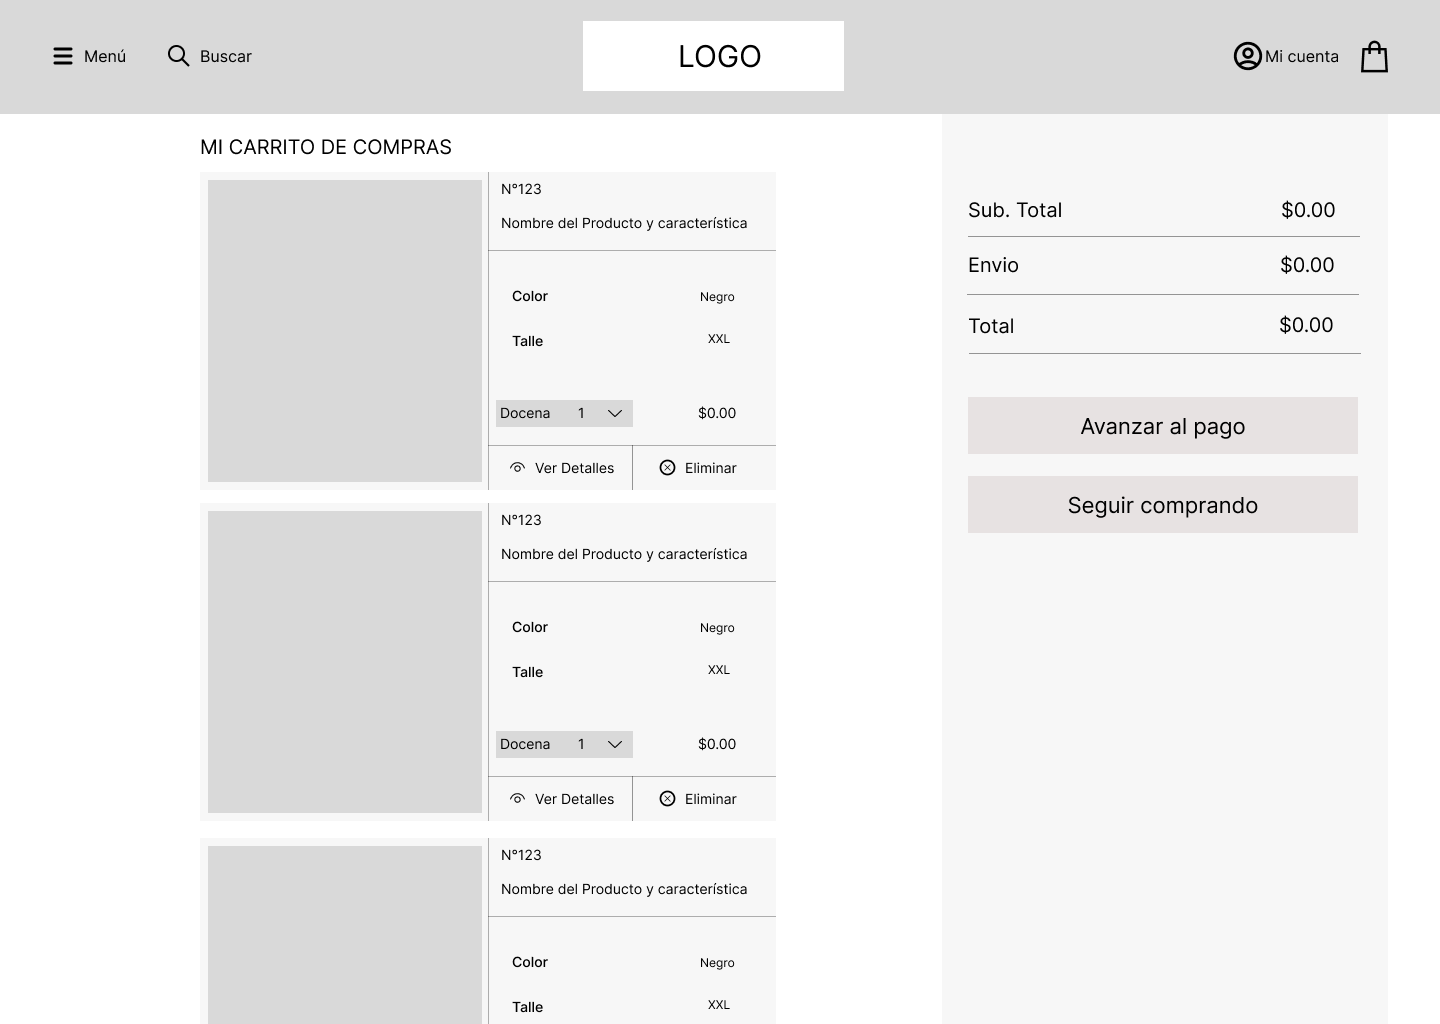 Menú Buscar LOGO Mi cuenta
MI CARRITO DE COMPRAS
N°123
Nombre del Producto y característica
Color Negro
Talle XXL
Docena 1 $0.00
Ver Detalles Eliminar
N°123
Nombre del Producto y característica
Color Negro
Talle XXL
Docena 1 $0.00
Ver Detalles Eliminar
N°123
Nombre del Producto y característica
Color Negro
Talle XXL
Sub. Total $0.00
Envio $0.00
Total $0.00
Avanzar al pago
Seguir comprando